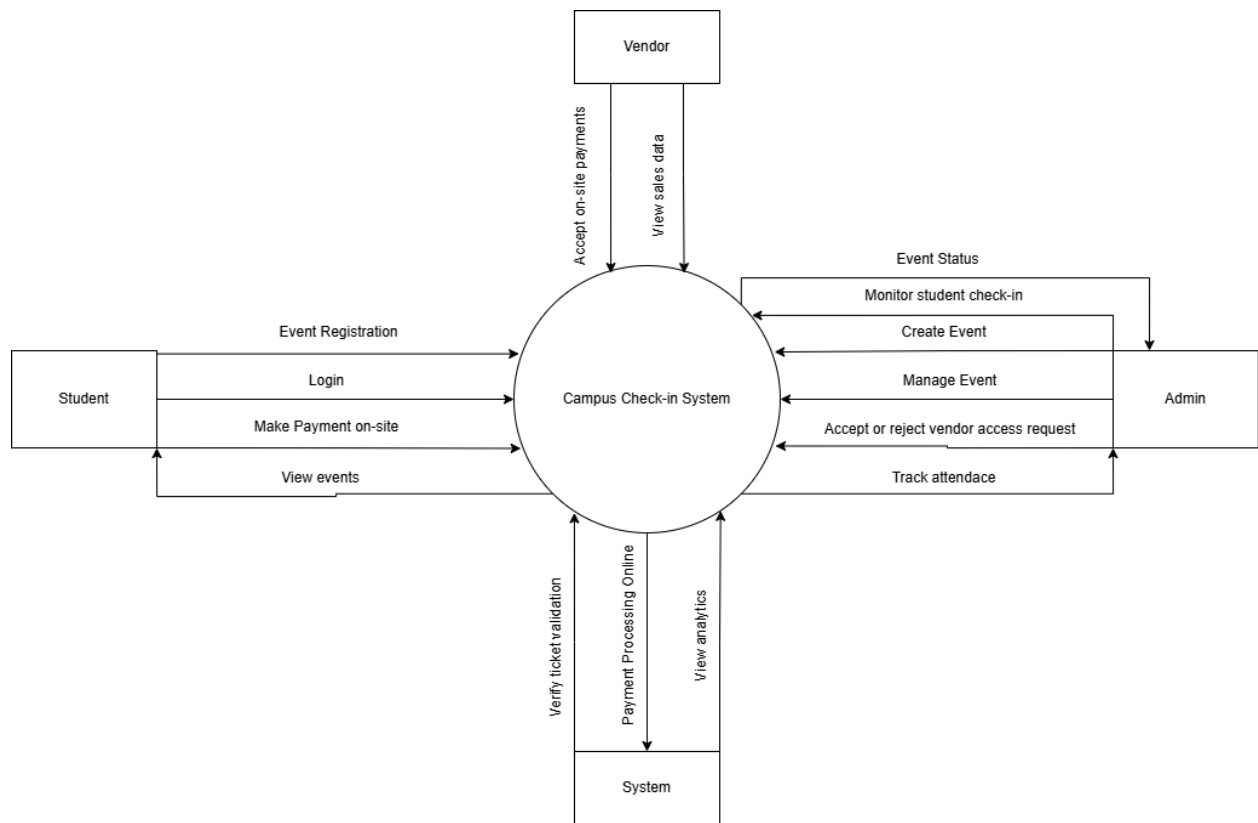 Vendor
Accept on-site payments
View sales data
Event Status
Monitor student check-in
Event Registration
Create Event
Login
Manage Event
Student
Campus Check-in System
Admin
Make Payment on-site
Accept or reject vendor access request
View events
Track attendace
Verify ticket validation
Payment Processing Online
View analytics
System